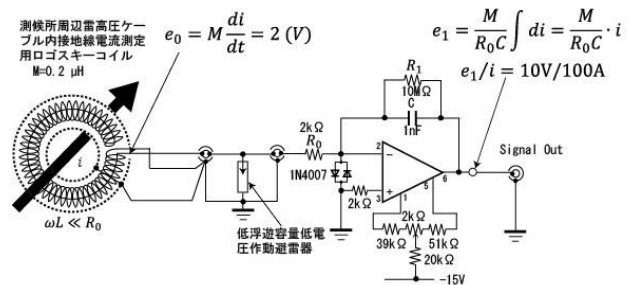 測候所周辺雷高圧ケー
ブル内接地線電流測定
用ロゴスキーコイル
M=0.2 μH
e₀ = M di/dt = 2 (V)
e₁ = M/R₀C ∫ di = M/R₀C · i
e₁/i = 10V/100A
R₁
10MΩ
C
1nF
2kΩ
R₀
1N4007
2
3
6
1
5
2kΩ
Signal Out
i
ωL ≪ R₀
低浮遊容量低電
圧作動避雷器
2kΩ
39kΩ
51kΩ
20kΩ
−15V